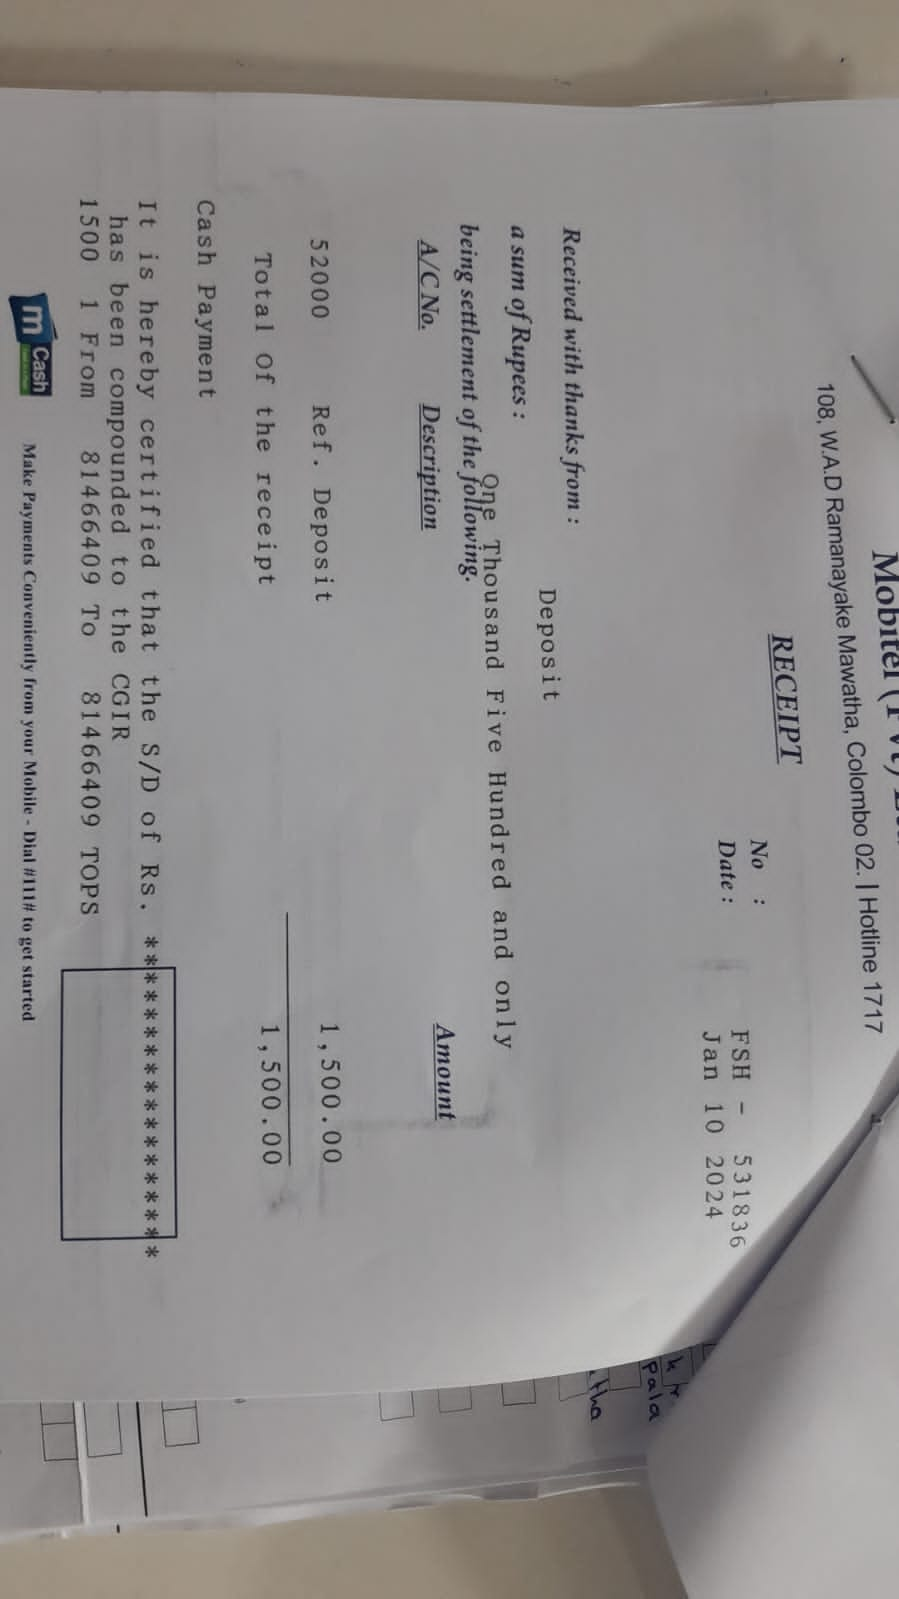 Mobitel (Pvt)
108, W.A.D Ramanayake Mawatha, Colombo 02. | Hotline 1717
RECEIPT
No : FSH - 531836
Date : Jan 10 2024
Received with thanks from :
Deposit
a sum of Rupees :
One Thousand Five Hundred and only
being settlement of the following.
A/C No. Description Amount
52000 Ref. Deposit 1,500.00
Total of the receipt 1,500.00
Cash Payment
It is hereby certified that the S/D of Rs. ******************
has been compounded to the CGIR
1500 1 From 81466409 To 81466409 TOPS
m Cash Make Payments Conveniently from your Mobile - Dial #111# to get started
pala
tha